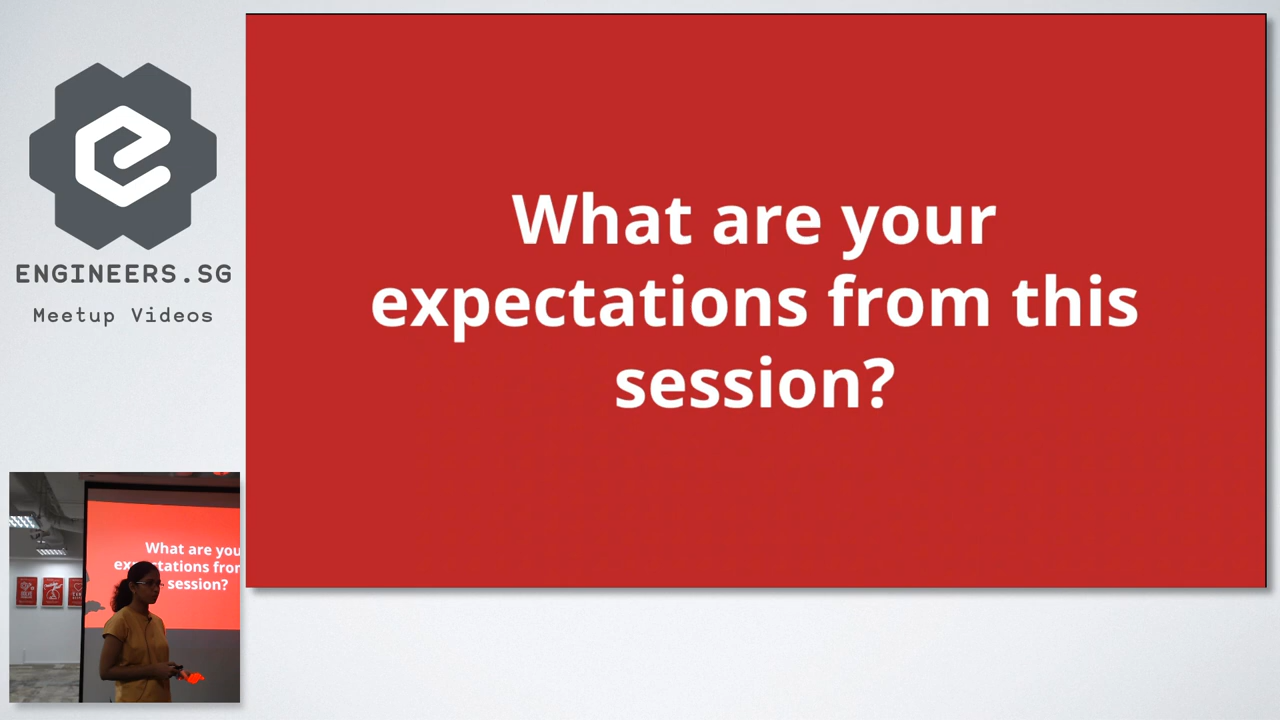 ENGINEERS.SG
Meetup Videos
What are your
expectations from this
session?
What are you
expectations from
session?